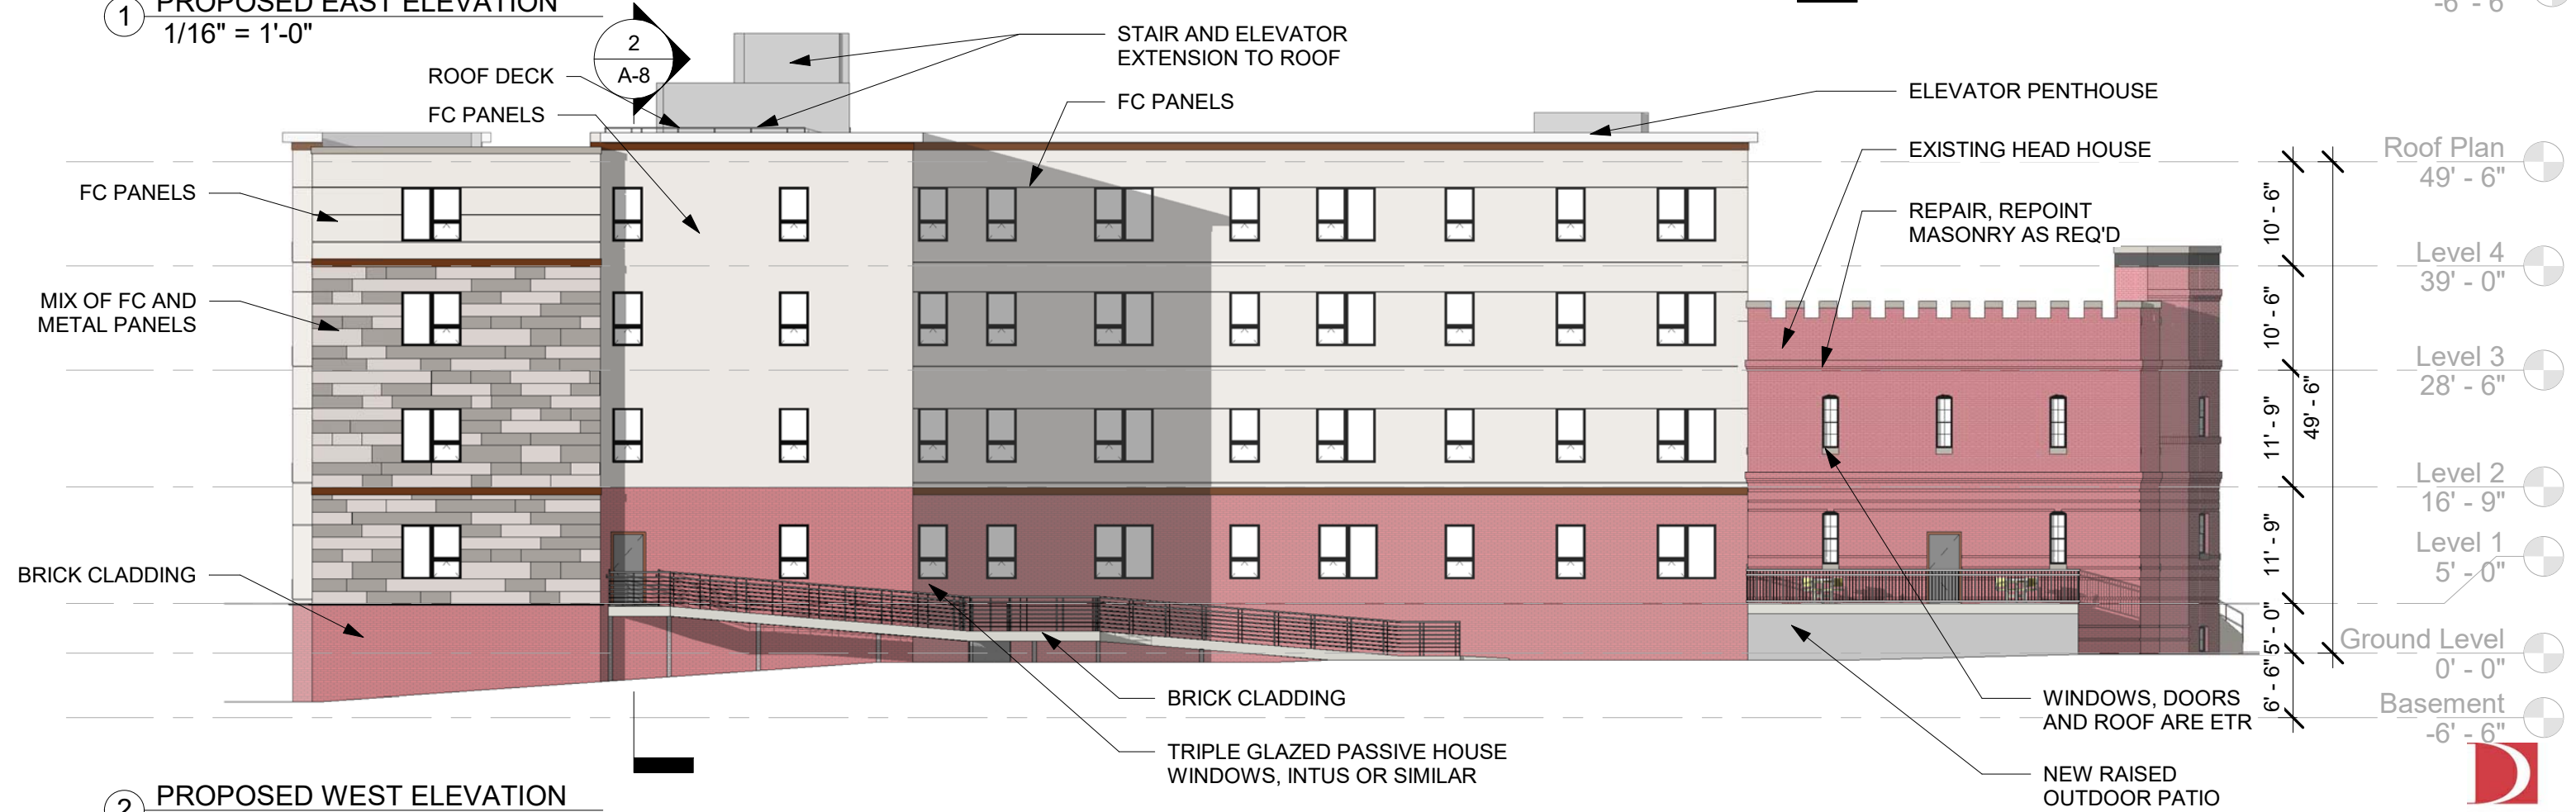 1 PROPOSED EAST ELEVATION
1/16" = 1'-0"
-6' - 6"
2
A-8
STAIR AND ELEVATOR
EXTENSION TO ROOF
ROOF DECK
FC PANELS
FC PANELS
ELEVATOR PENTHOUSE
EXISTING HEAD HOUSE
FC PANELS
REPAIR, REPOINT
MASONRY AS REQ'D
MIX OF FC AND
METAL PANELS
BRICK CLADDING
BRICK CLADDING
TRIPLE GLAZED PASSIVE HOUSE
WINDOWS, INTUS OR SIMILAR
WINDOWS, DOORS
AND ROOF ARE ETR
NEW RAISED
OUTDOOR PATIO
10' - 6"
10' - 6"
11' - 9"
11' - 9"
5' - 0"
6' - 6"
49' - 6"
Roof Plan
49' - 6"
Level 4
39' - 0"
Level 3
28' - 6"
Level 2
16' - 9"
Level 1
5' - 0"
Ground Level
0' - 0"
Basement
-6' - 6"
2 PROPOSED WEST ELEVATION